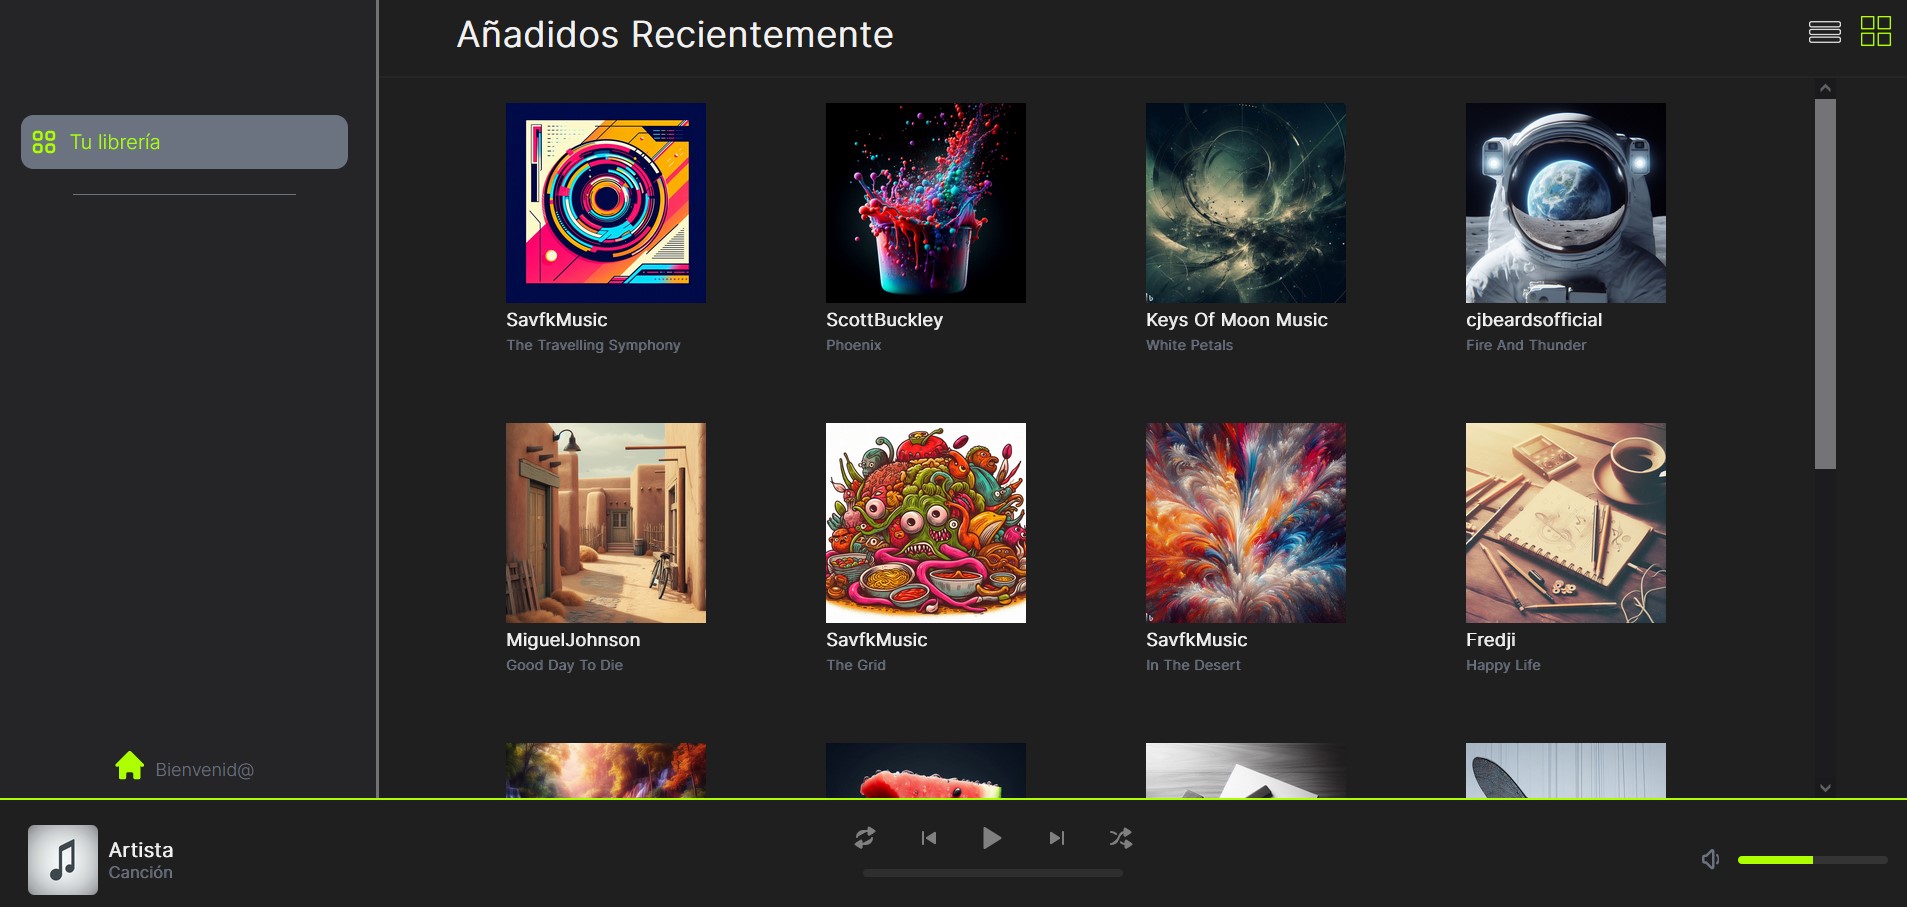 Añadidos Recientemente
Tu librería
SavfkMusic
The Travelling Symphony
ScottBuckley
Phoenix
Keys Of Moon Music
White Petals
cjbeardsofficial
Fire And Thunder
MiguelJohnson
Good Day To Die
SavfkMusic
The Grid
SavfkMusic
In The Desert
Fredji
Happy Life
Bienvenid@
Artista
Canción